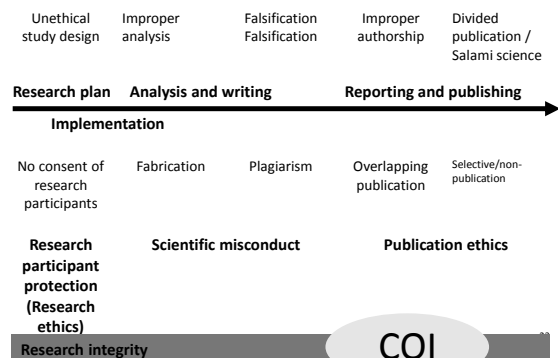 Unethical
study design
Improper
analysis
Falsification
Falsification
Improper
authorship
Divided
publication /
Salami science
Research plan
Analysis and writing
Reporting and publishing
Implementation
No consent of
research
participants
Fabrication
Plagiarism
Overlapping
publication
Selective/non-
publication
Research
participant
protection
(Research
ethics)
Scientific misconduct
Publication ethics
Research integrity
COI